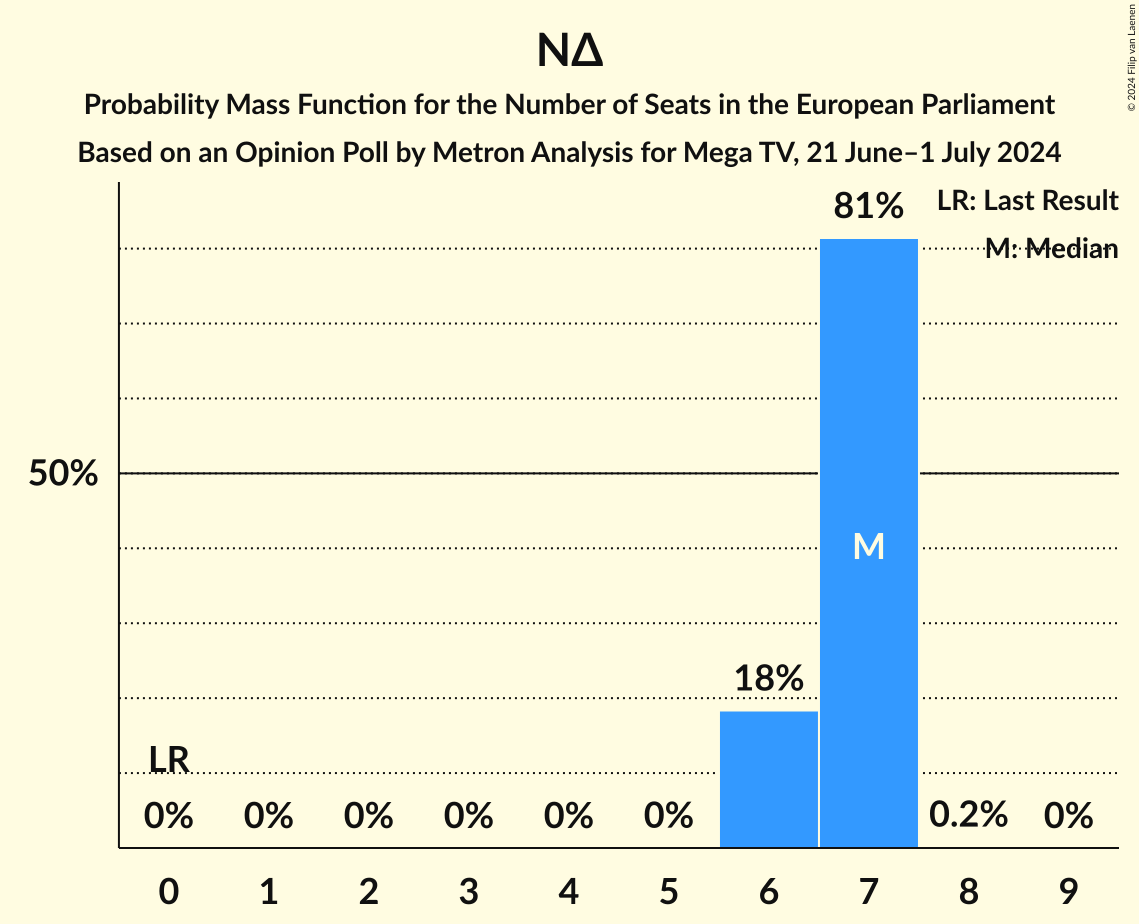 ΝΔ
Probability Mass Function for the Number of Seats in the European Parliament
Based on an Opinion Poll by Metron Analysis for Mega TV, 21 June–1 July 2024
© 2024 Filip van Laenen
LR: Last Result
M: Median
81%
50%
M
18%
LR
0% 0% 0% 0% 0% 0% 0.2% 0%
0 1 2 3 4 5 6 7 8 9